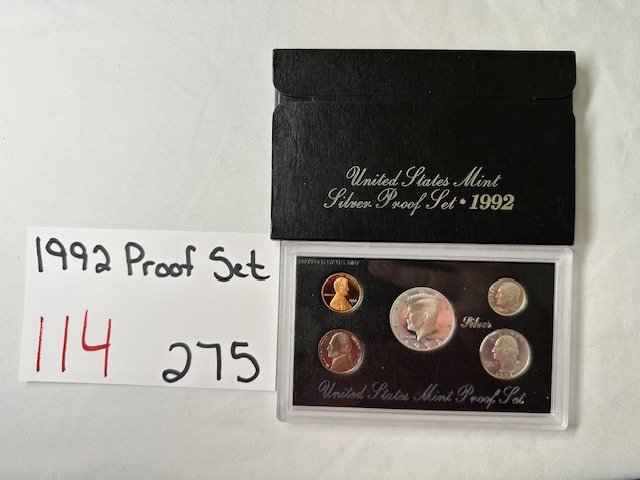 United States Mint
Silver Proof Set • 1992
1992 Proof Set
114
275
Silver
United States Mint Proof Set